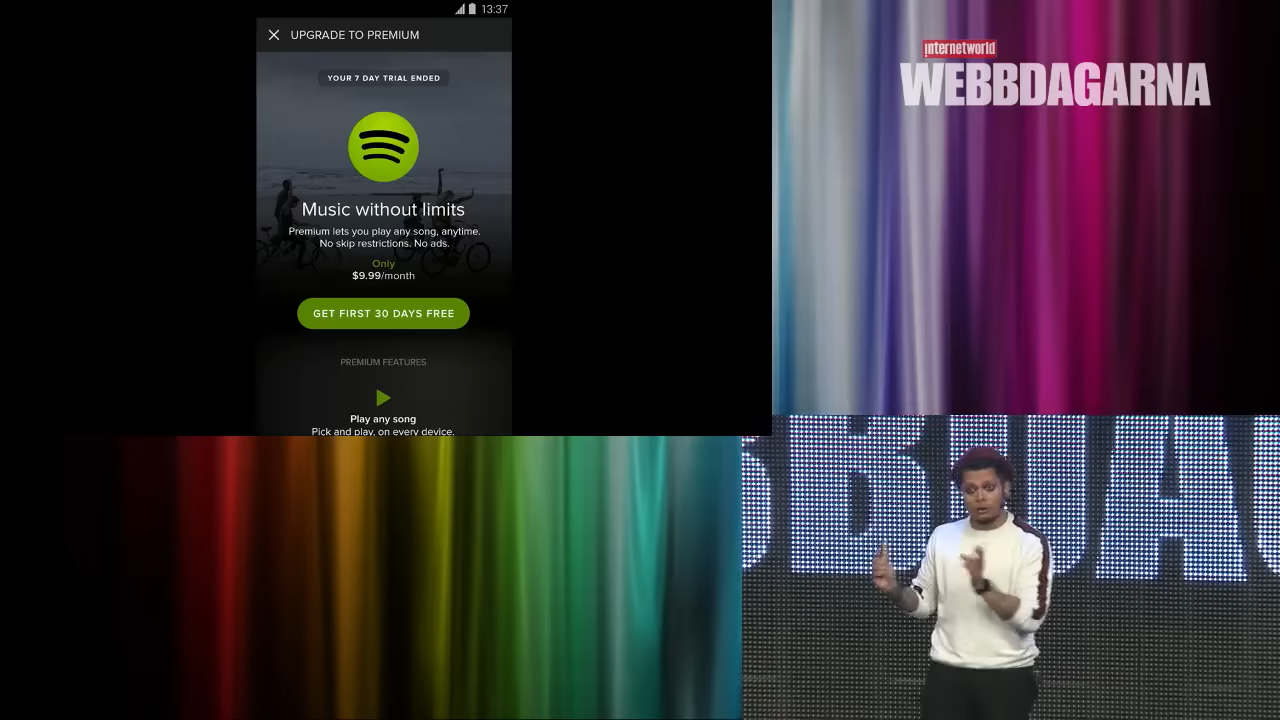 13:37
UPGRADE TO PREMIUM
YOUR 7 DAY TRIAL ENDED
Music without limits
Premium lets you play any song, anytime.
No skip restrictions. No ads.
Only
$9.99/month
GET FIRST 30 DAYS FREE
PREMIUM FEATURES
Play any song
Pick and play, on every device.
internetworld
WEBBDAGARNA